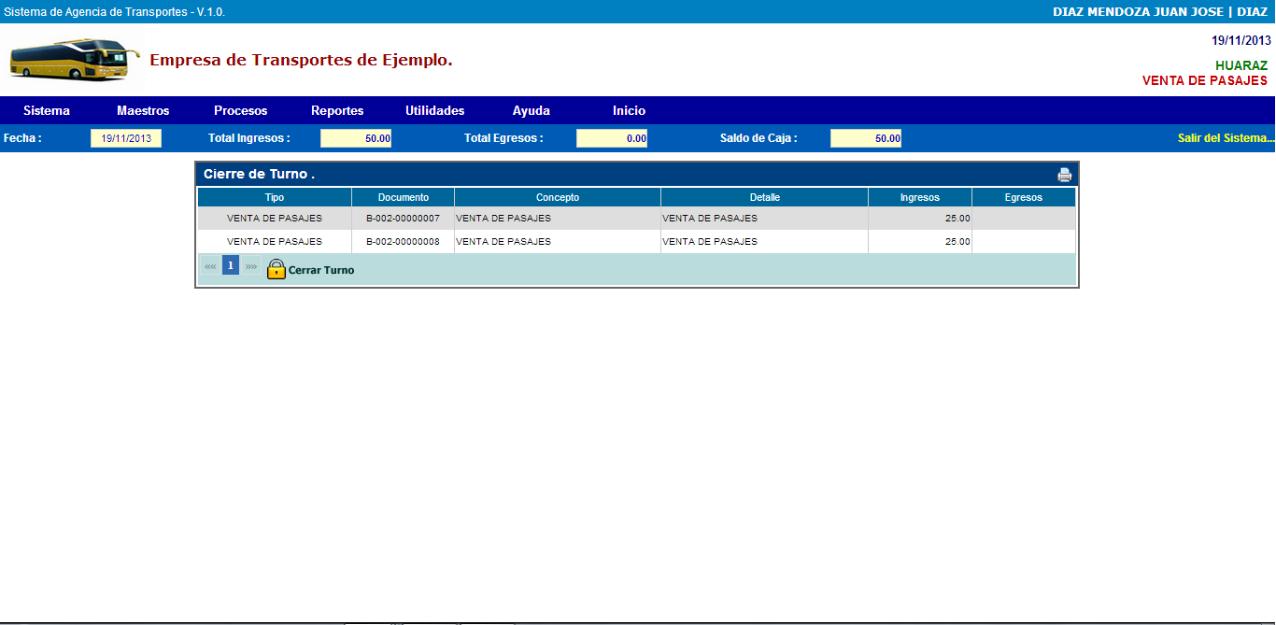 Sistema de Agencia de Transportes - V.1.0. DIAZ MENDOZA JUAN JOSE | DIAZ
19/11/2013
Empresa de Transportes de Ejemplo.
HUARAZ
VENTA DE PASAJES
Sistema Maestros Procesos Reportes Utilidades Ayuda Inicio
Fecha : 19/11/2013 Total Ingresos : 50.00 Total Egresos : 0.00 Saldo de Caja : 50.00 Salir del Sistema...
Cierre de Turno .
Tipo Documento Concepto Detalle Ingresos Egresos
VENTA DE PASAJES B-002-00000007 VENTA DE PASAJES VENTA DE PASAJES 25.00
VENTA DE PASAJES B-002-00000008 VENTA DE PASAJES VENTA DE PASAJES 25.00
«« 1 »» Cerrar Turno